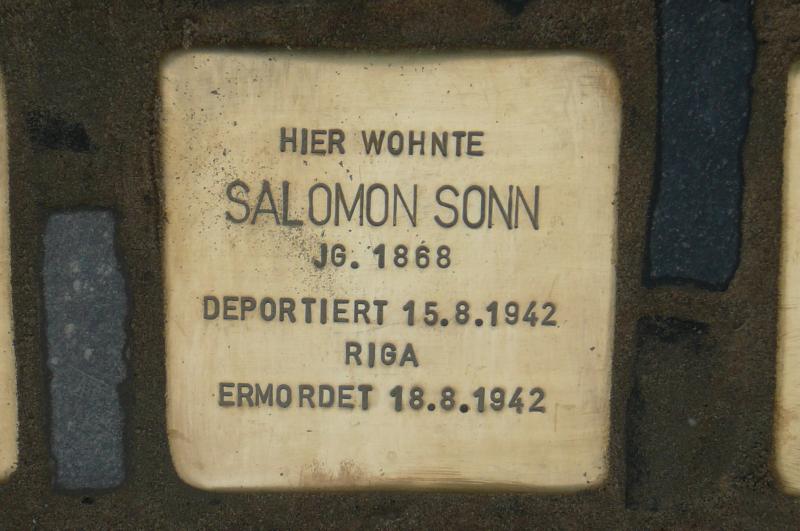 HIER WOHNTE
SALOMON SONN
JG. 1868
DEPORTIERT 15.8.1942
RIGA
ERMORDET 18.8.1942